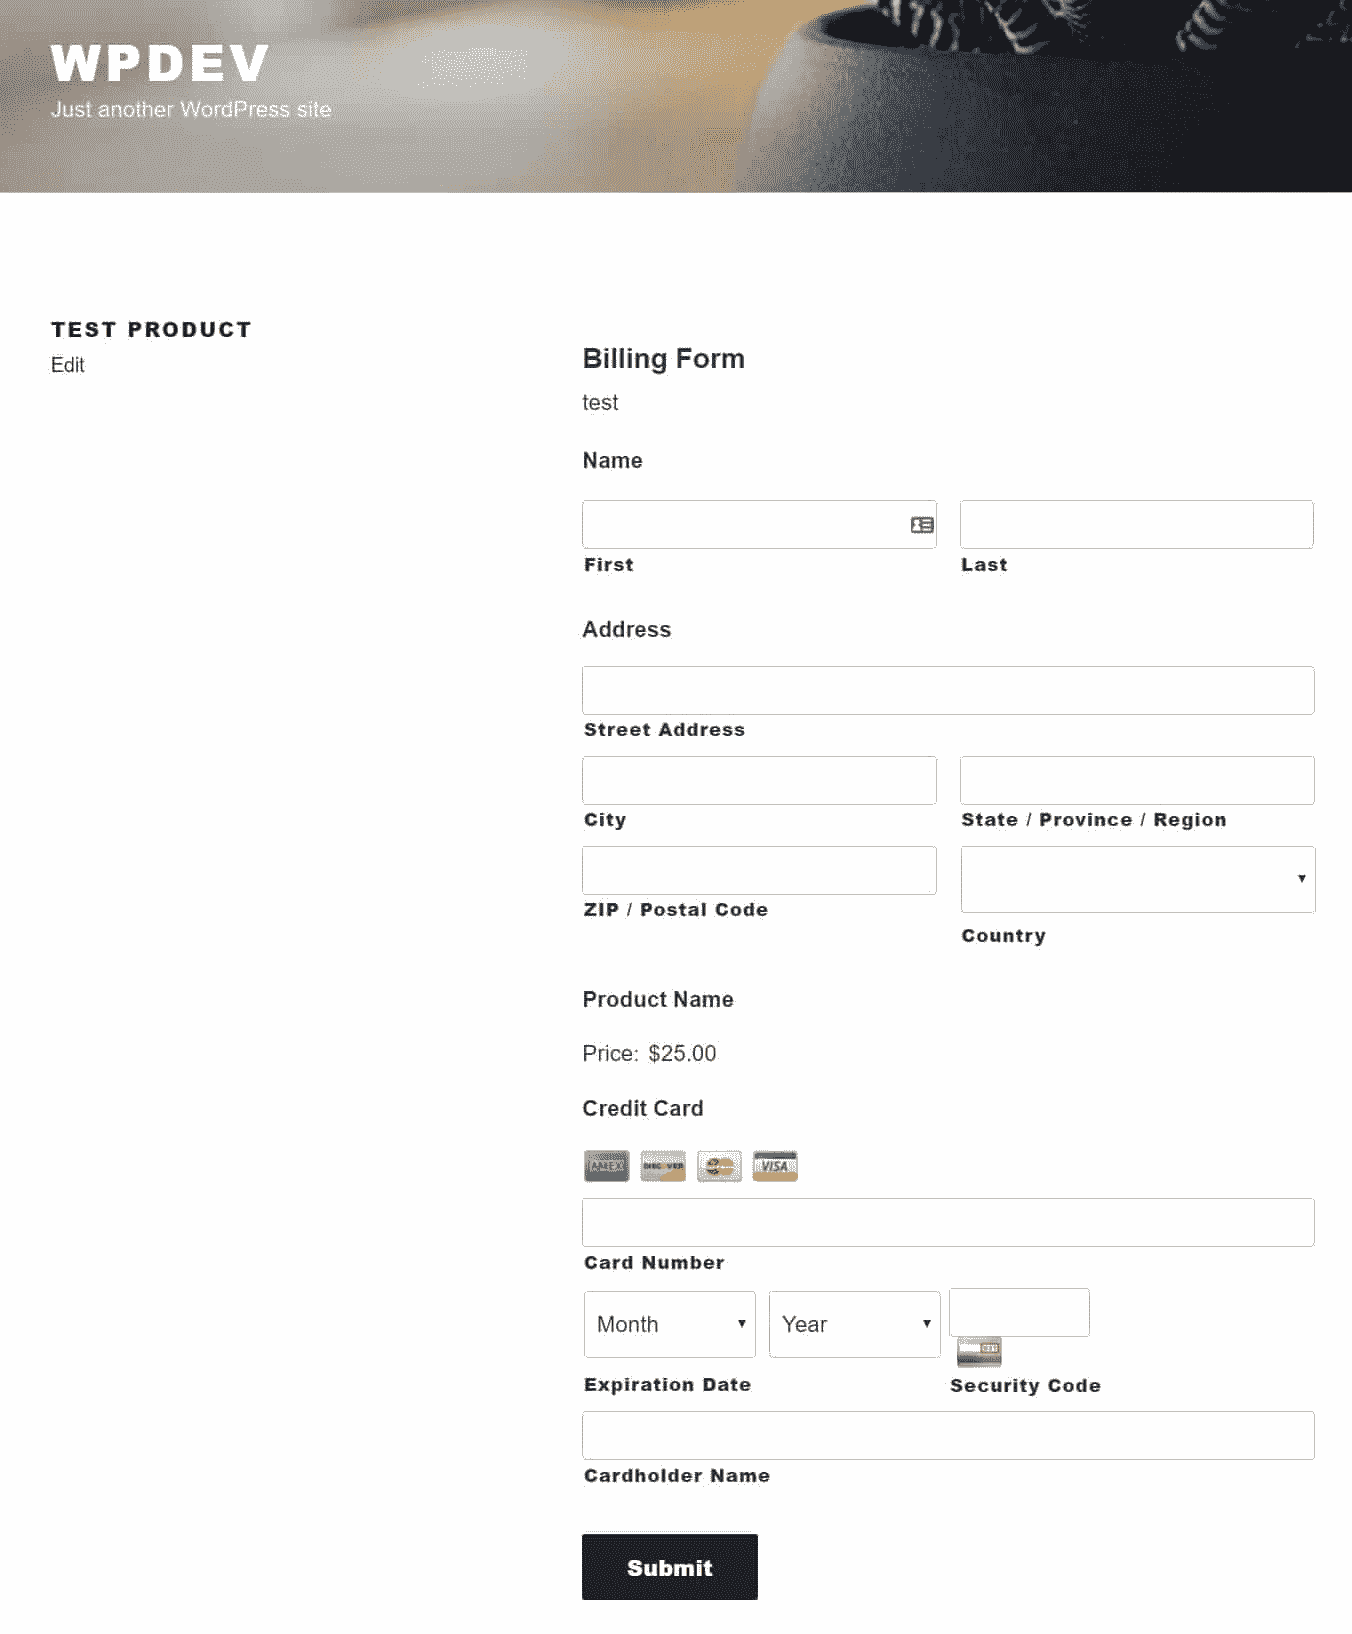 WPDEV
Just another WordPress site
TEST PRODUCT
Edit
Billing Form
test
Name
First Last
Address
Street Address
City State / Province / Region
ZIP / Postal Code
Country
Product Name
Price: $25.00
Credit Card
AMEX DISCOVER VISA
Card Number
Month Year
Expiration Date Security Code
Cardholder Name
Submit